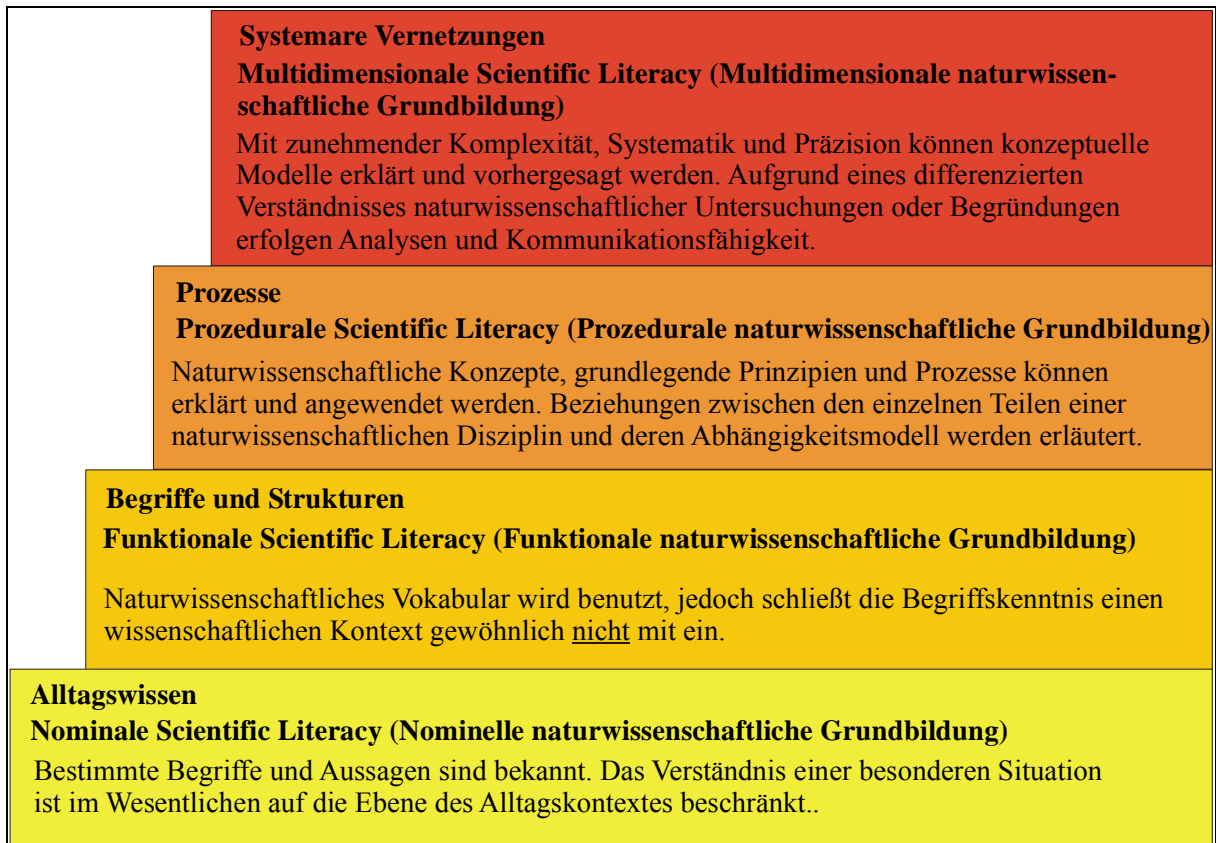 Systemare Vernetzungen
Multidimensionale Scientific Literacy (Multidimensionale naturwissen-
schaftliche Grundbildung)
Mit zunehmender Komplexität, Systematik und Präzision können konzeptuelle
Modelle erklärt und vorhergesagt werden. Aufgrund eines differenzierten
Verständnisses naturwissenschaftlicher Untersuchungen oder Begründungen
erfolgen Analysen und Kommunikationsfähigkeit.
Prozesse
Prozedurale Scientific Literacy (Prozedurale naturwissenschaftliche Grundbildung)
Naturwissenschaftliche Konzepte, grundlegende Prinzipien und Prozesse können
erklärt und angewendet werden. Beziehungen zwischen den einzelnen Teilen einer
naturwissenschaftlichen Disziplin und deren Abhängigkeitsmodell werden erläutert.
Begriffe und Strukturen
Funktionale Scientific Literacy (Funktionale naturwissenschaftliche Grundbildung)
Naturwissenschaftliches Vokabular wird benutzt, jedoch schließt die Begriffskenntnis einen
wissenschaftlichen Kontext gewöhnlich nicht mit ein.
Alltagswissen
Nominale Scientific Literacy (Nominelle naturwissenschaftliche Grundbildung)
Bestimmte Begriffe und Aussagen sind bekannt. Das Verständnis einer besonderen Situation
ist im Wesentlichen auf die Ebene des Alltagskontextes beschränkt..